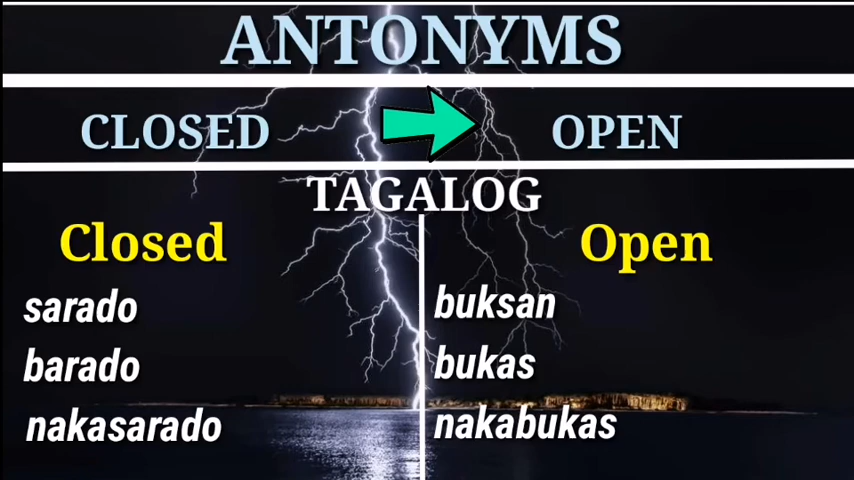 ANTONYMS
CLOSED OPEN
TAGALOG
Closed Open
sarado buksan
barado bukas
nakasarado nakabukas